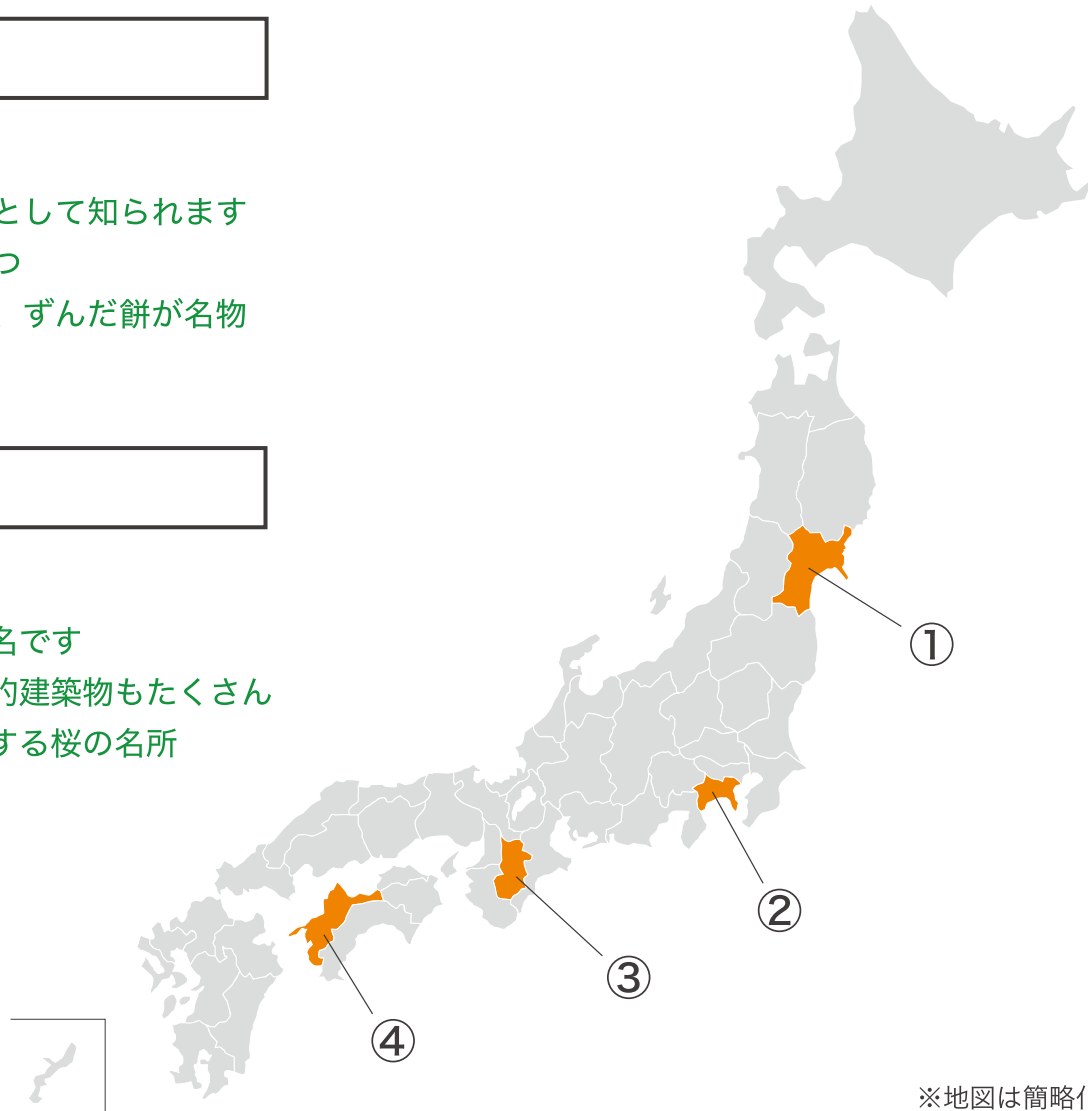 として知られます
つ
ずんだ餅が名物
名です
的建築物もたくさん
する桜の名所
①
②
③
④
※地図は簡略